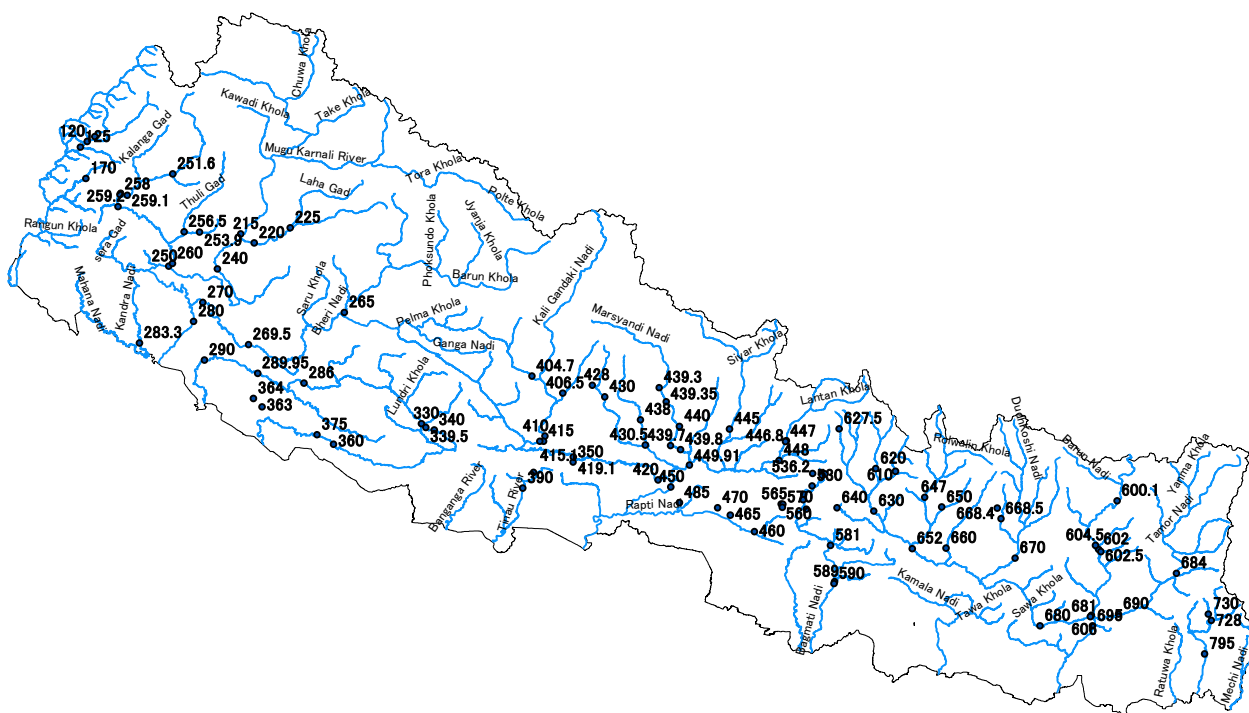 Chuwa Khola
Kawadi Khola
Take Khola
120
125
Kalanga Gad
Mugu Karnali River
170
251.6
Tora Khola
258
259.2
259.1
Thuli Gad
Laha Gad
Polte Khola
Rangun Khola
sora Gad
256.5
253.9
215
220
225
Phoksundo Khola
Jyanja Khola
250
260
240
Barun Khola
Mahana Nadi
Kandra Nadi
Saru Khola
Bheri Nadi
265
Kali Gandaki Nadi
270
280
Pelma Khola
Marsyandi Nadi
283.3
269.5
Ganga Nadi
Siyar Khola
290
289.95
286
404.7
406.5
428
430
439.3
439.35
Lantan Khola
364
363
Lundri Khola
330
340
339.5
438
440
445
447
446.8
627.5
375
360
410
415
430.5
439.7
439.8
448
Rolwalin Khola
Dudhkoshi Nadi
Barun Nadi
Yanma Khola
415.1
350
419.1
420
450
449.91
536.2
620
610
390
Banganga River
Tinau River
Rapti Nadi
485
470
465
460
565
570
560
640
630
647
650
668.4
668.5
600.1
Tamor Nadi
581
652
660
670
604.5
602
602.5
684
589
590
Bagmati Nadi
Kamala Nadi
Tawa Khola
Sawa Khola
680
681
695
690
606
730
728
795
Ratuwa Khola
Mechi Nadi